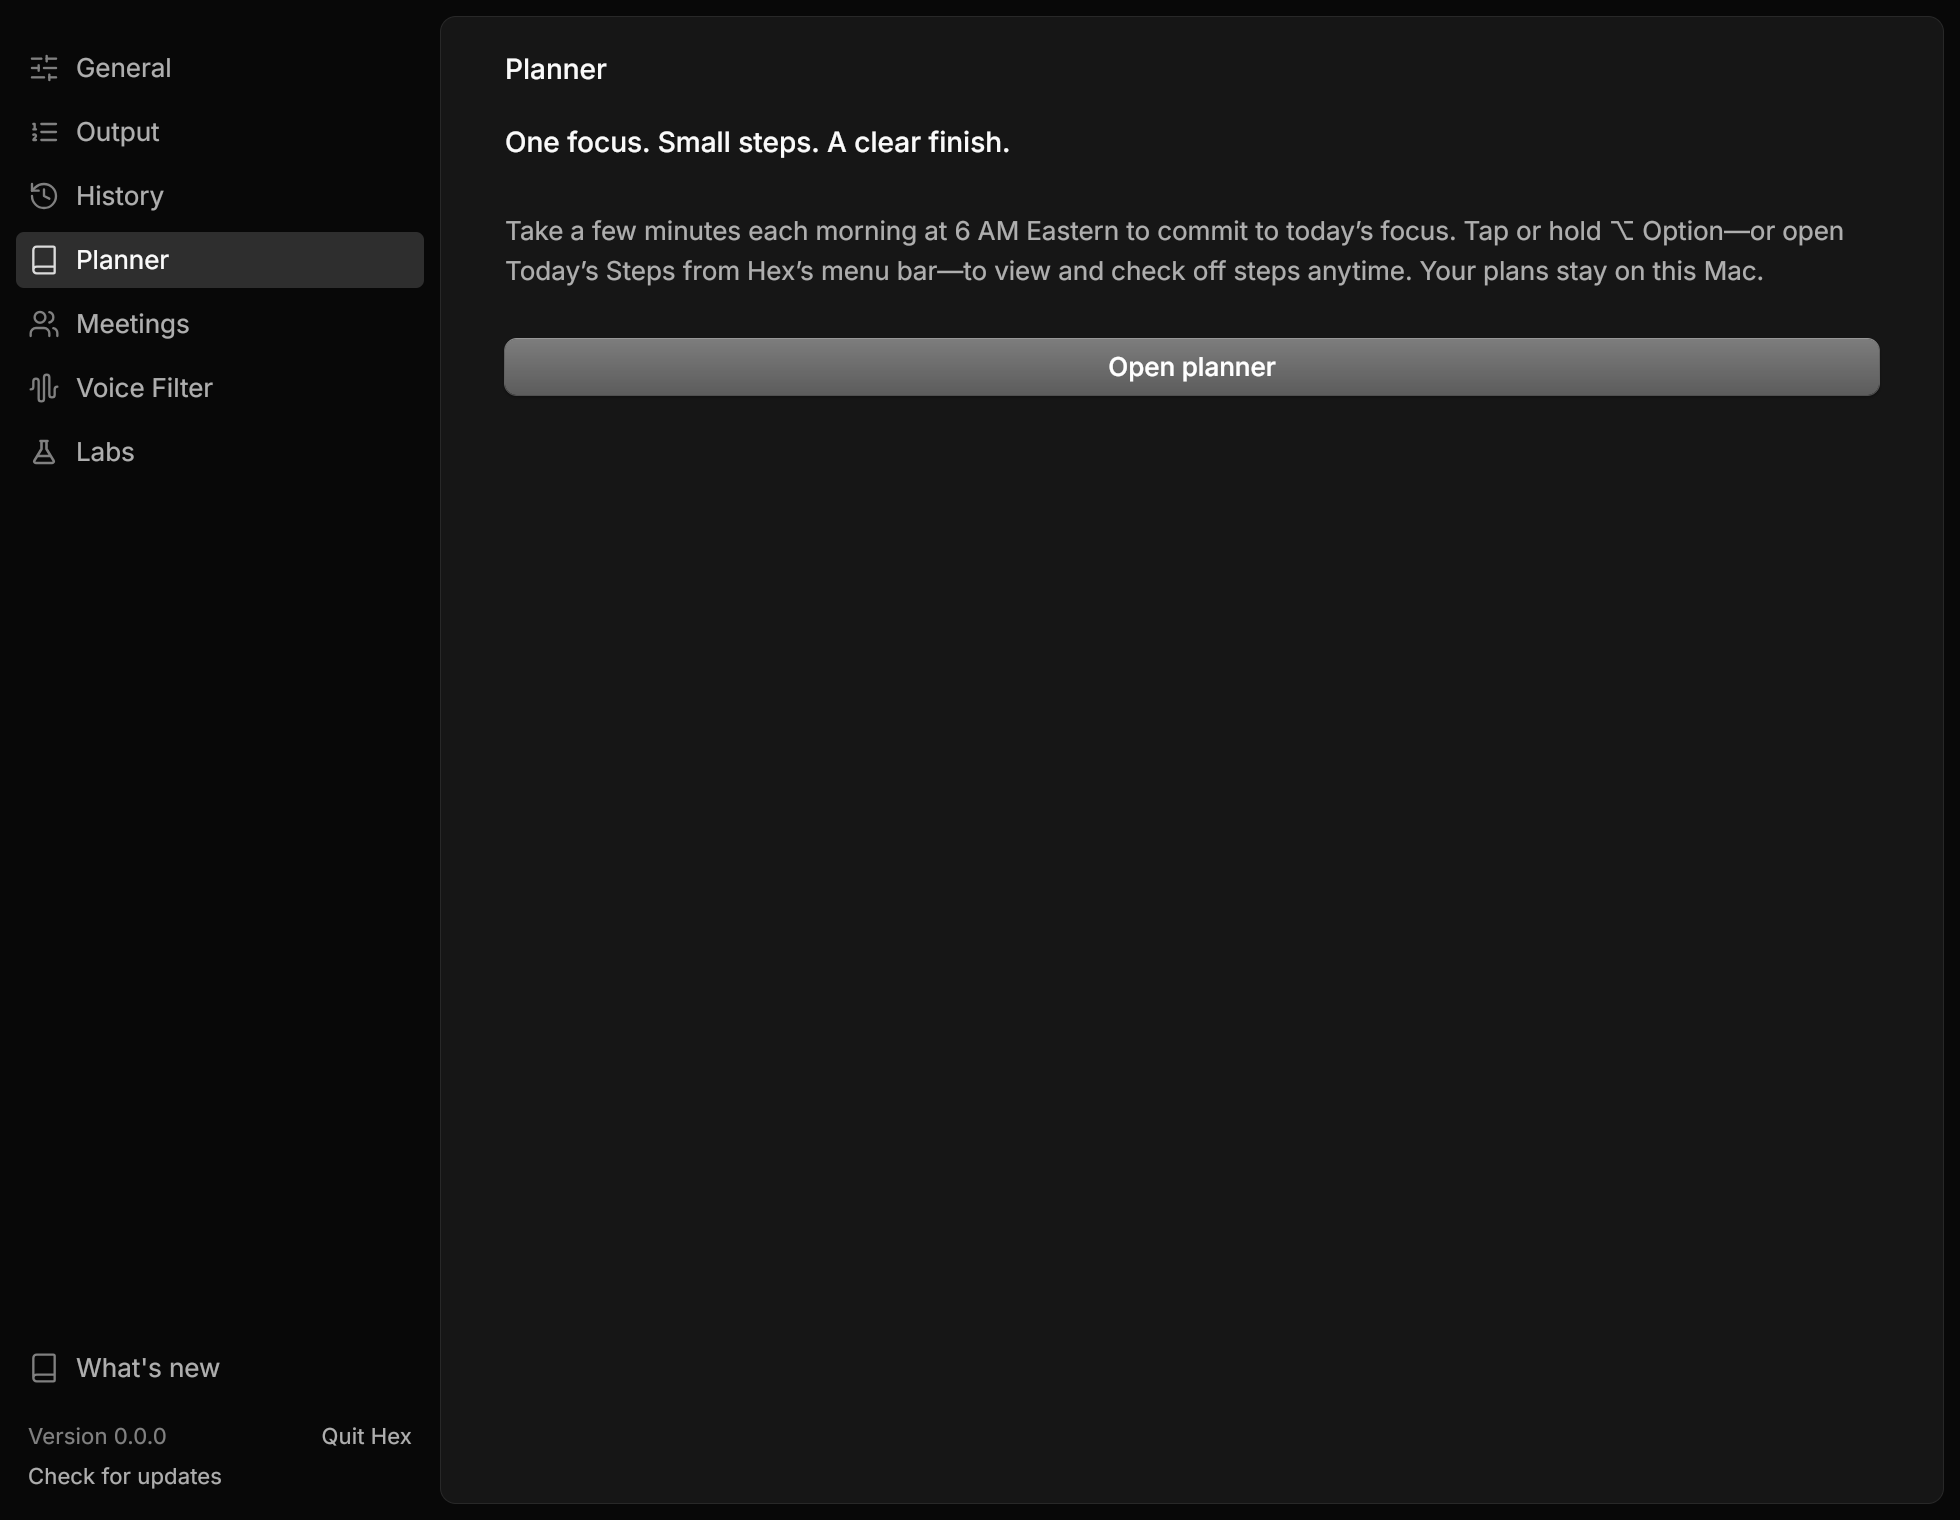 General
Output
History
Planner
Meetings
Voice Filter
Labs
What's new
Version 0.0.0
Quit Hex
Check for updates
Planner
One focus. Small steps. A clear finish.
Take a few minutes each morning at 6 AM Eastern to commit to today’s focus. Tap or hold ⌥ Option—or open
Today’s Steps from Hex’s menu bar—to view and check off steps anytime. Your plans stay on this Mac.
Open planner